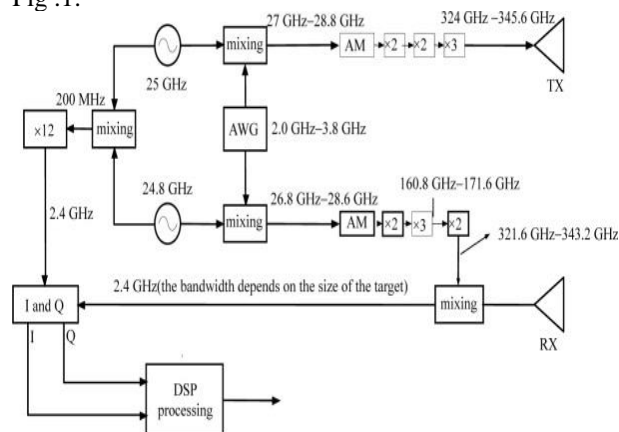 Fig .1.
27 GHz–28.8 GHz
324 GHz –345.6 GHz
mixing
AM
×2
×2
×3
25 GHz
TX
200 MHz
×12
mixing
AWG
2.0 GHz–3.8 GHz
24.8 GHz
160.8 GHz–171.6 GHz
26.8 GHz–28.6 GHz
2.4 GHz
mixing
AM
×2
×3
×2
321.6 GHz–343.2 GHz
2.4 GHz(the bandwidth depends on the size of the target)
I and Q
mixing
I
Q
RX
DSP
processing